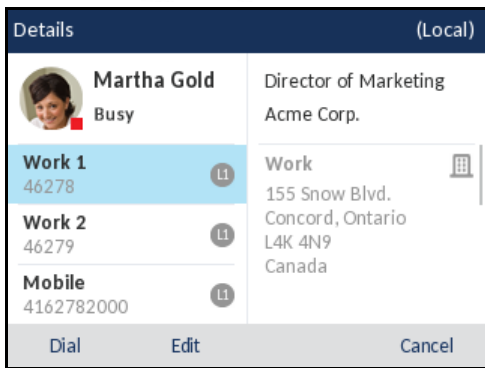 Details (Local)
Martha Gold
Busy
Work 1
46278
L1
Work 2
46279
L1
Mobile
4162782000
L1
Director of Marketing
Acme Corp.
Work
155 Snow Blvd.
Concord, Ontario
L4K 4N9
Canada
Dial Edit Cancel